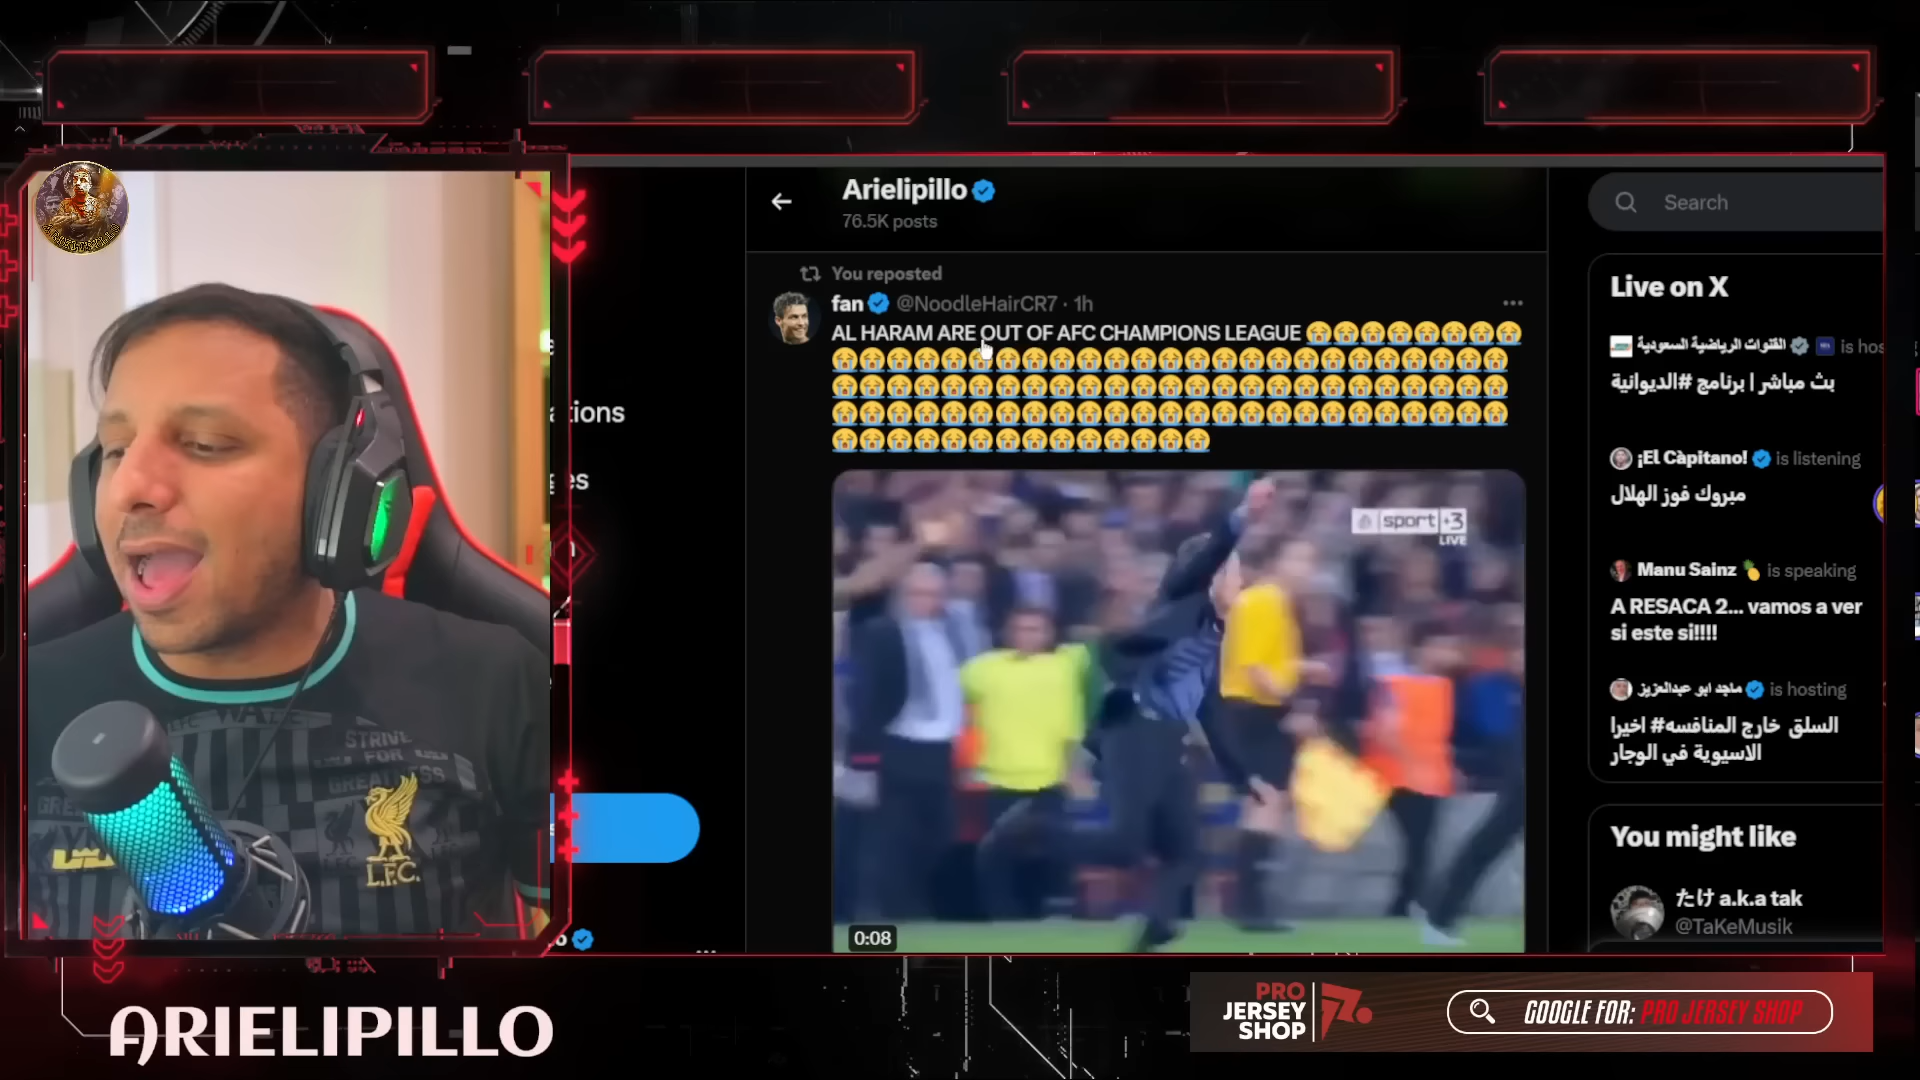 Arielipillo
76.5K posts
You reposted
fan @NoodleHairCR7 · 1h
AL HARAM ARE OUT OF AFC CHAMPIONS LEAGUE 😭😭😭😭😭😭😭😭
😭😭😭😭😭😭😭😭😭😭😭😭😭😭😭😭😭😭😭😭😭😭😭😭😭
😭😭😭😭😭😭😭😭😭😭😭😭😭😭😭😭😭😭😭😭😭😭😭😭😭
😭😭😭😭😭😭😭😭😭😭😭😭😭😭😭😭😭😭😭😭😭😭😭😭😭
😭😭😭😭😭😭😭😭😭😭😭😭😭😭
sport +3
LIVE
0:08
Search
Live on X
القنوات الرياضية السعودية is hos
بث مباشر | برنامج #الديوانية
¡El Càpitano! is listening
مبروك فوز الهلال
Manu Sainz 🍍 is speaking
A RESACA 2... vamos a ver
si este si!!!!
ماجد ابو عبدالعزيز is hosting
السلق خارج المنافسه# اخيرا
الاسيوية في الوجار
You might like
たけ a.k.a tak
@TaKeMusik
ations
es
STRIVE
FOR
GREATNESS
L.F.C.
ARIELIPILLO
PRO
JERSEY
SHOP
GOOGLE FOR: PRO JERSEY SHOP